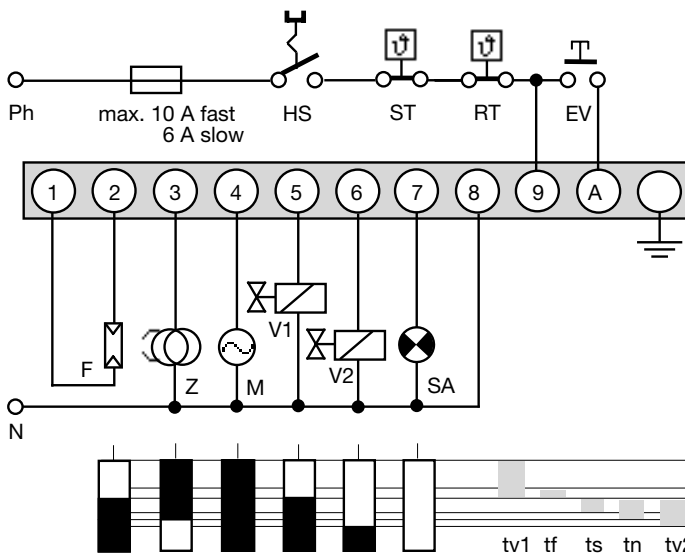 ϑ ϑ
Ph max. 10 A fast HS ST RT EV
6 A slow
1 2 3 4 5 6 7 8 9 A
F Z M V1 V2 SA
N
tv1 tf ts tn tv2